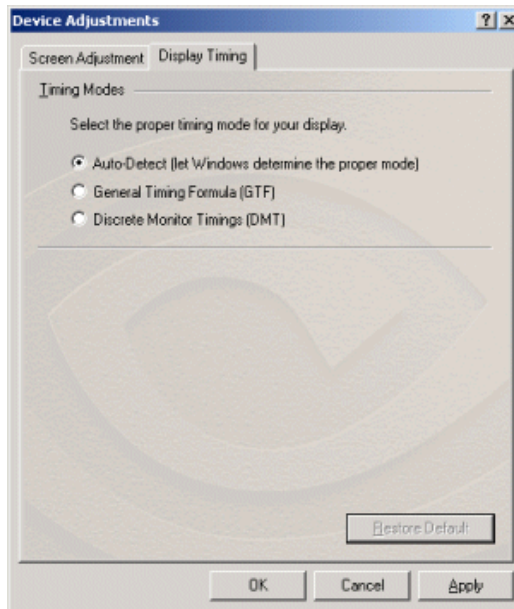 Device Adjustments
Screen Adjustment Display Timing
Timing Modes
Select the proper timing mode for your display.
Auto-Detect (let Windows determine the proper mode)
General Timing Formula (GTF)
Discrete Monitor Timings (DMT)
Restore Default
OK Cancel Apply